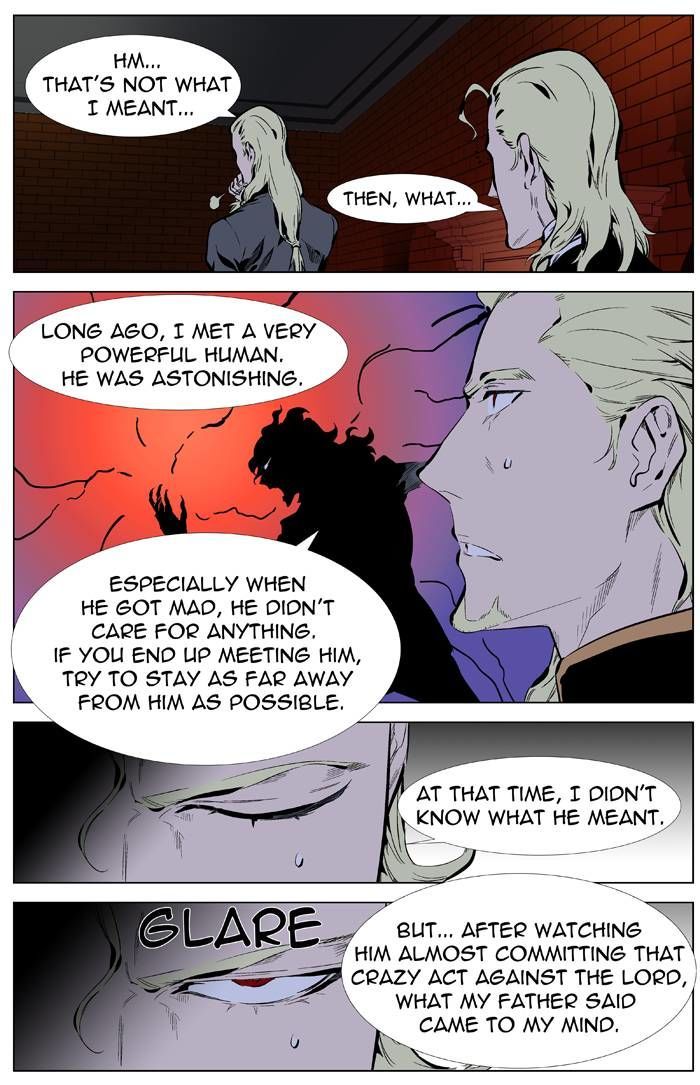 HM...
THAT'S NOT WHAT
I MEANT...
THEN, WHAT...
LONG AGO, I MET A VERY
POWERFUL HUMAN.
HE WAS ASTONISHING.
ESPECIALLY WHEN
HE GOT MAD, HE DIDN'T
CARE FOR ANYTHING.
IF YOU END UP MEETING HIM,
TRY TO STAY AS FAR AWAY
FROM HIM AS POSSIBLE.
AT THAT TIME, I DIDN'T
KNOW WHAT HE MEANT.
GLARE
BUT... AFTER WATCHING
HIM ALMOST COMMITTING THAT
CRAZY ACT AGAINST THE LORD,
WHAT MY FATHER SAID
CAME TO MY MIND.